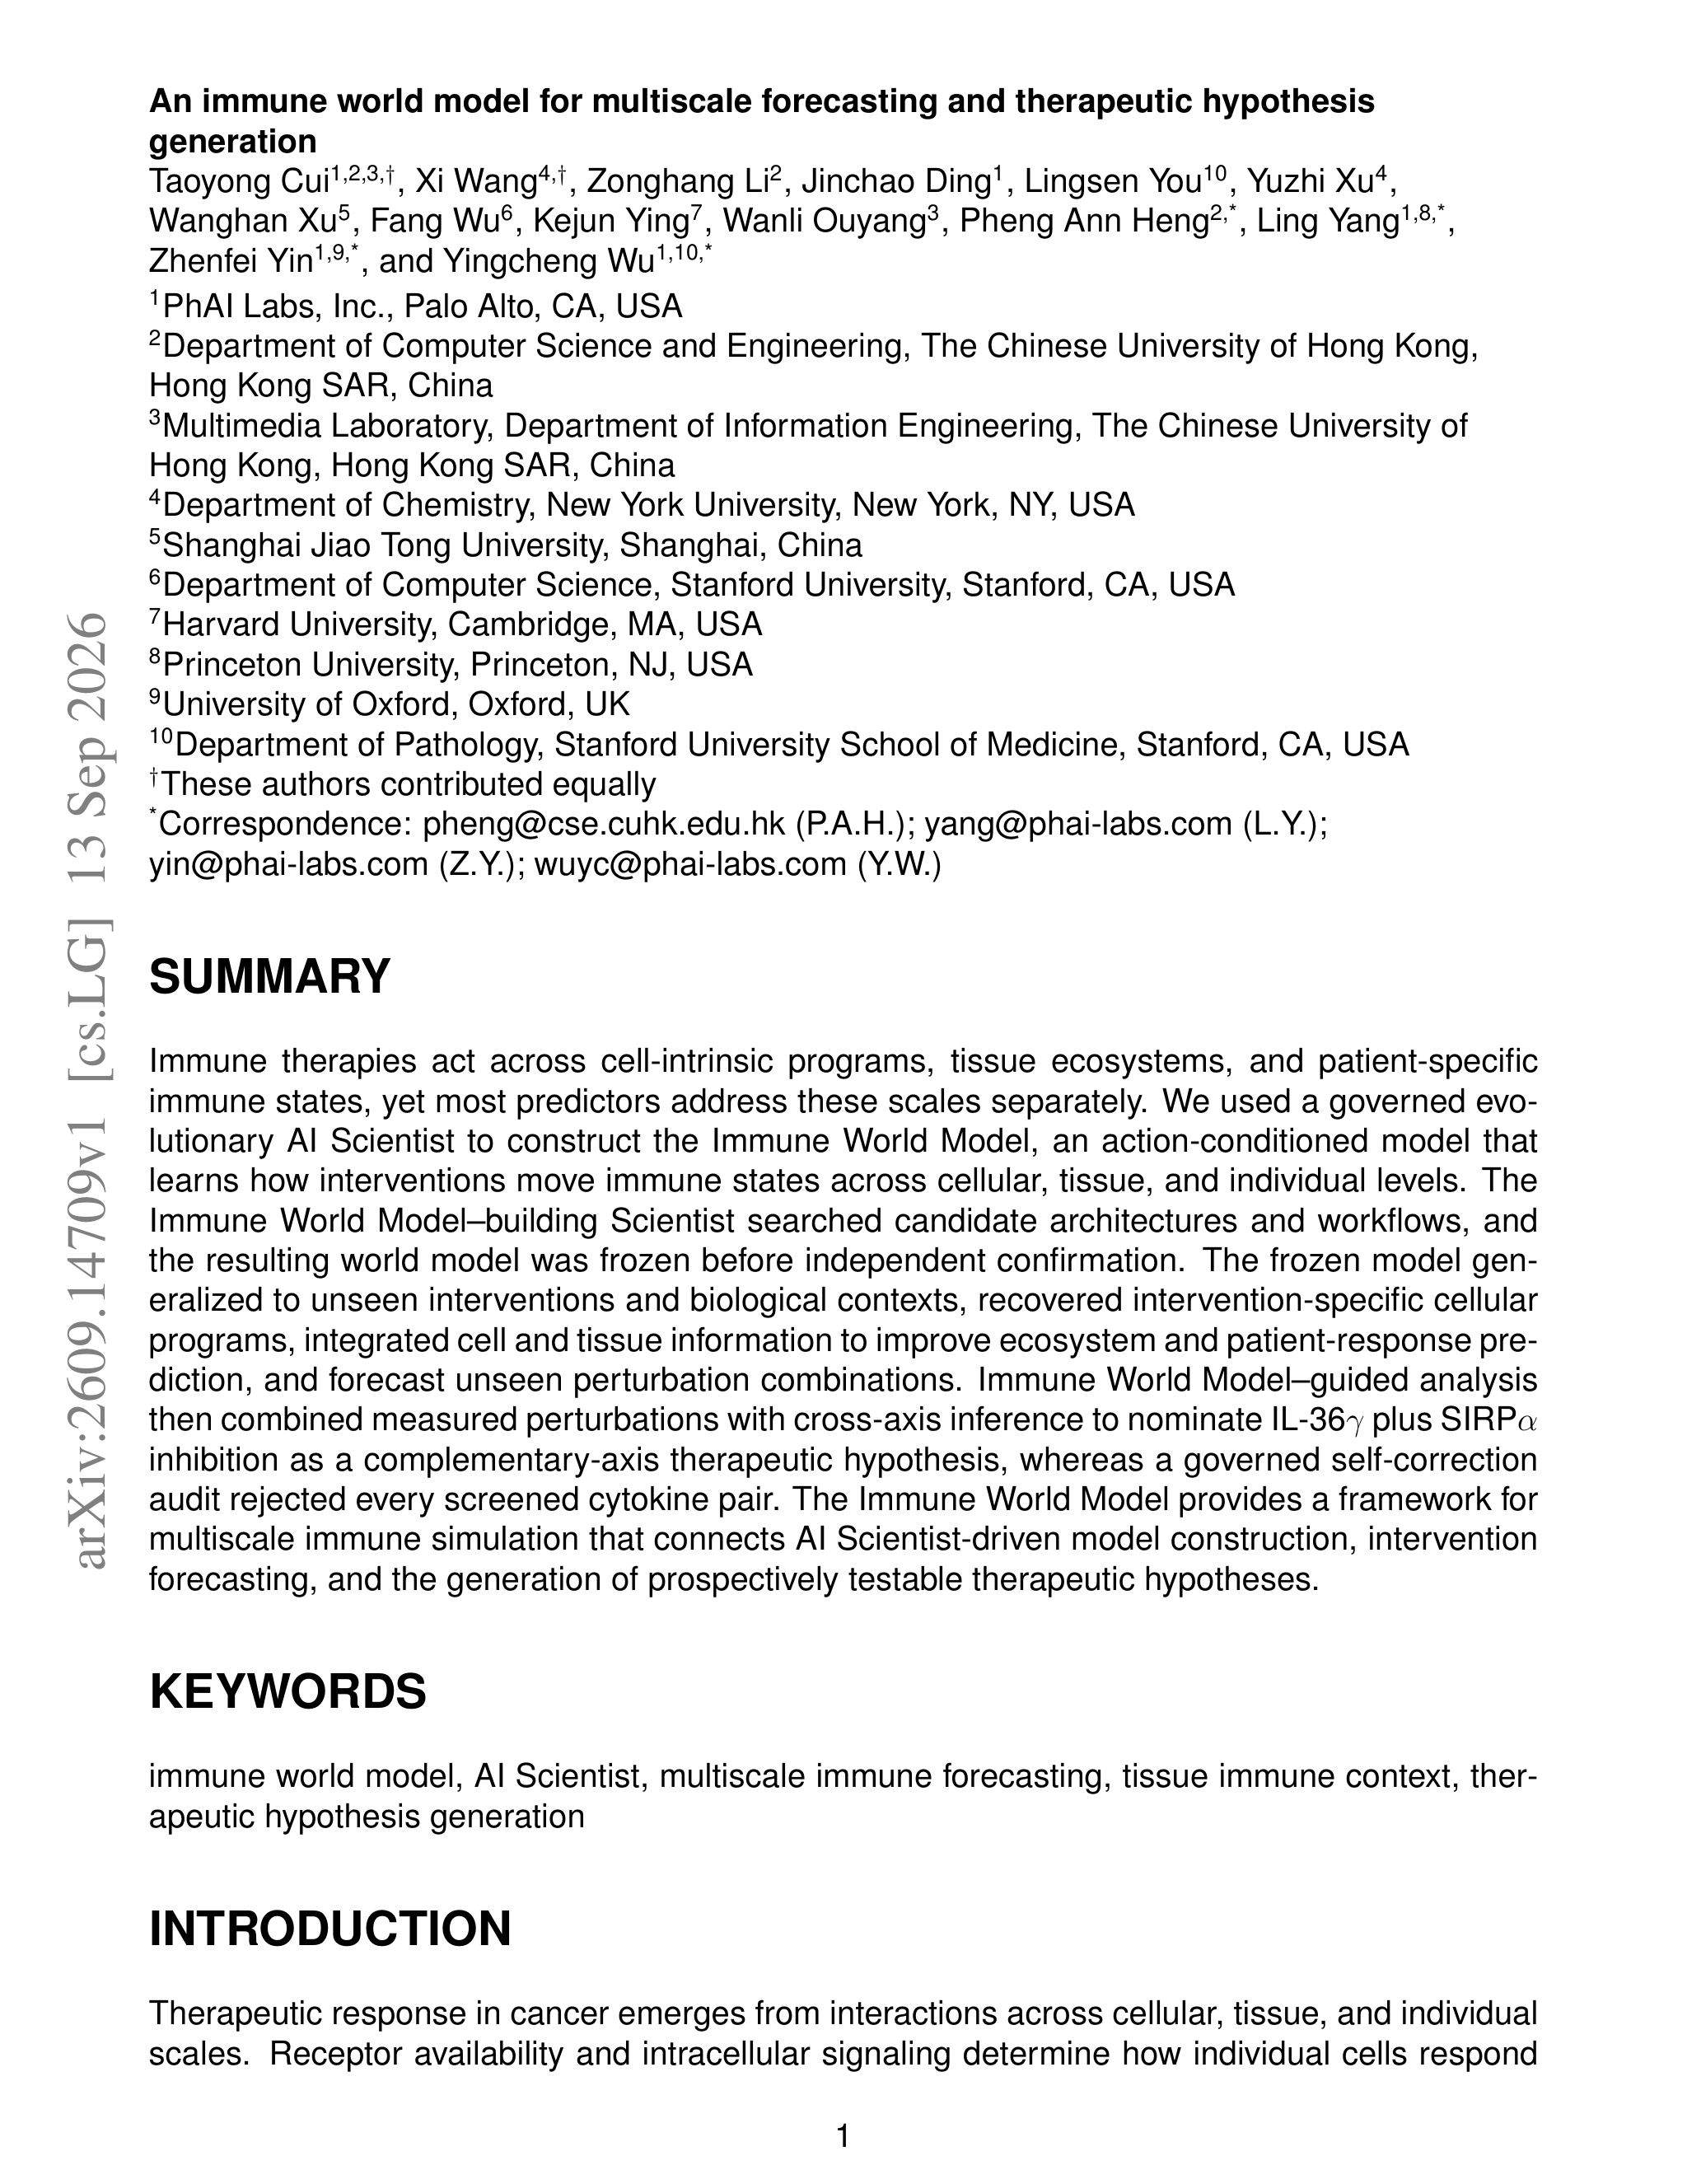 An immune world model for multiscale forecasting and therapeutic hypothesis
generation
Taoyong Cui1,2,3,†, Xi Wang4,†, Zonghang Li2, Jinchao Ding1, Lingsen You10, Yuzhi Xu4,
Wanghan Xu5, Fang Wu6, Kejun Ying7, Wanli Ouyang3, Pheng Ann Heng2,*, Ling Yang1,8,*,
Zhenfei Yin1,9,*, and Yingcheng Wu1,10,*
1PhAI Labs, Inc., Palo Alto, CA, USA
2Department of Computer Science and Engineering, The Chinese University of Hong Kong,
Hong Kong SAR, China
3Multimedia Laboratory, Department of Information Engineering, The Chinese University of
Hong Kong, Hong Kong SAR, China
4Department of Chemistry, New York University, New York, NY, USA
5Shanghai Jiao Tong University, Shanghai, China
6Department of Computer Science, Stanford University, Stanford, CA, USA
7Harvard University, Cambridge, MA, USA
8Princeton University, Princeton, NJ, USA
9University of Oxford, Oxford, UK
10Department of Pathology, Stanford University School of Medicine, Stanford, CA, USA
†These authors contributed equally
*Correspondence: pheng@cse.cuhk.edu.hk (P.A.H.); yang@phai-labs.com (L.Y.);
yin@phai-labs.com (Z.Y.); wuyc@phai-labs.com (Y.W.)
SUMMARY
Immune therapies act across cell-intrinsic programs, tissue ecosystems, and patient-specific
immune states, yet most predictors address these scales separately. We used a governed evo-
lutionary AI Scientist to construct the Immune World Model, an action-conditioned model that
learns how interventions move immune states across cellular, tissue, and individual levels. The
Immune World Model–building Scientist searched candidate architectures and workflows, and
the resulting world model was frozen before independent confirmation. The frozen model gen-
eralized to unseen interventions and biological contexts, recovered intervention-specific cellular
programs, integrated cell and tissue information to improve ecosystem and patient-response pre-
diction, and forecast unseen perturbation combinations. Immune World Model–guided analysis
then combined measured perturbations with cross-axis inference to nominate IL-36γ plus SIRPα
inhibition as a complementary-axis therapeutic hypothesis, whereas a governed self-correction
audit rejected every screened cytokine pair. The Immune World Model provides a framework for
multiscale immune simulation that connects AI Scientist-driven model construction, intervention
forecasting, and the generation of prospectively testable therapeutic hypotheses.
KEYWORDS
immune world model, AI Scientist, multiscale immune forecasting, tissue immune context, ther-
apeutic hypothesis generation
INTRODUCTION
Therapeutic response in cancer emerges from interactions across cellular, tissue, and individual
scales. Receptor availability and intracellular signaling determine how individual cells respond
1
arXiv:2609.14709v1 [cs.LG] 13 Sep 2026